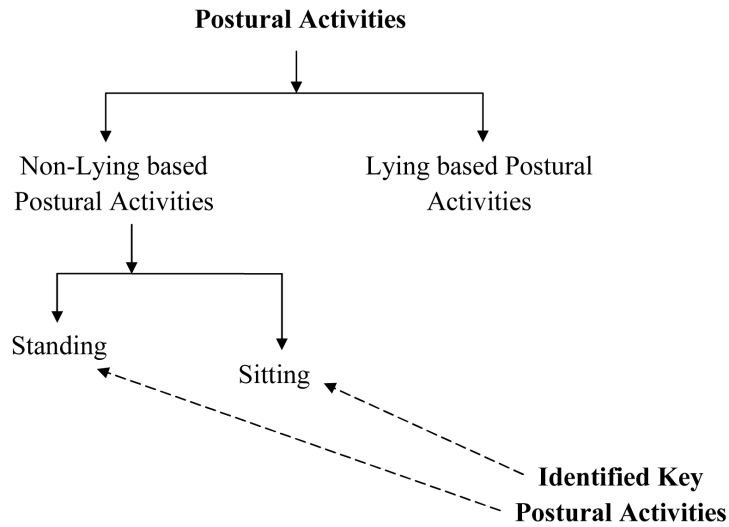 Postural Activities
Non-Lying based
Postural Activities
Lying based Postural
Activities
Standing
Sitting
Identified Key
Postural Activities